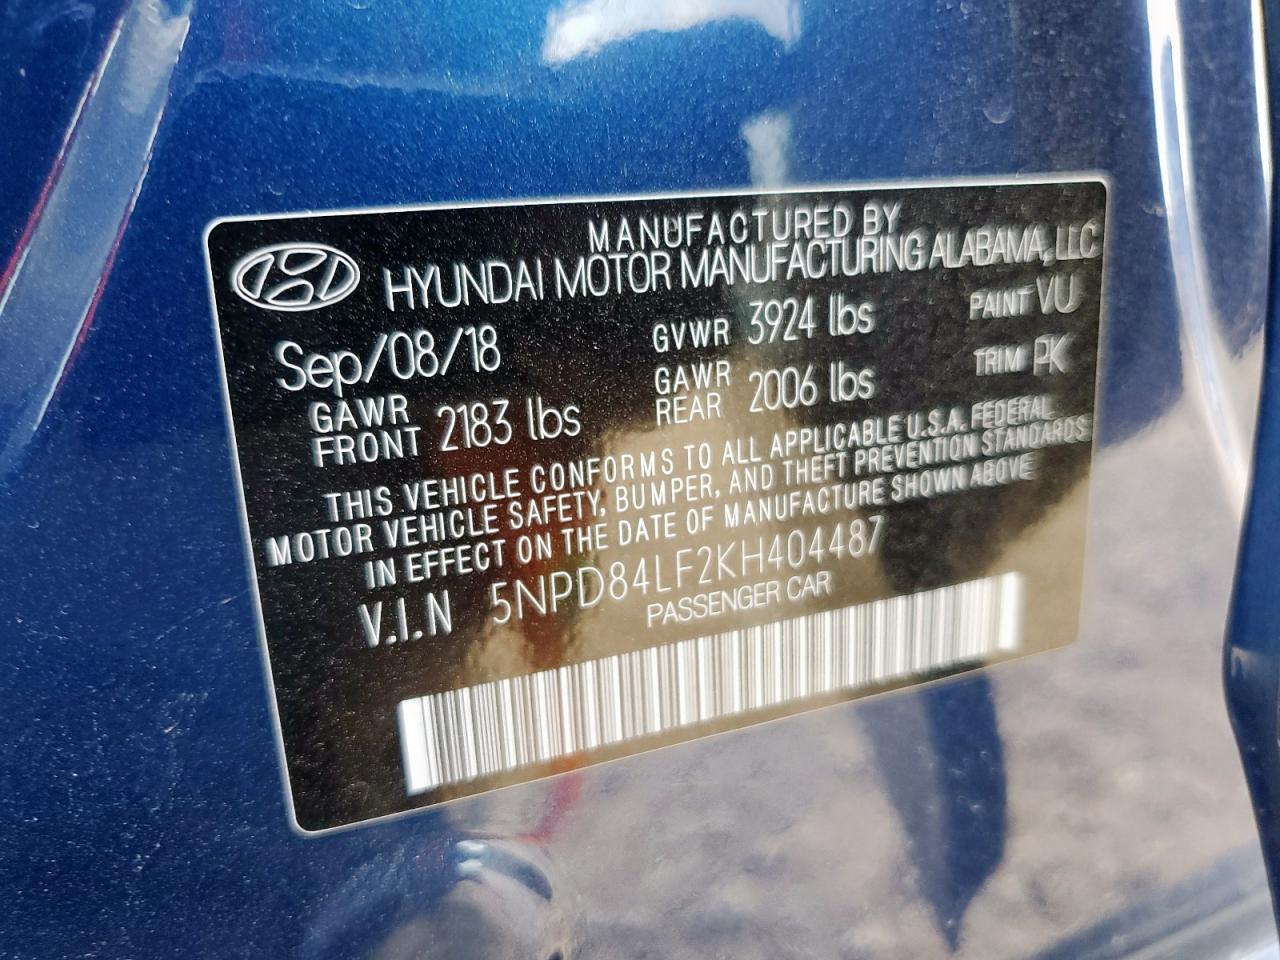 MANUFACTURED BY
HYUNDAI MOTOR MANUFACTURING ALABAMA, LLC
Sep/08/18 GVWR 3924 lbs PAINT VU
GAWR FRONT 2183 lbs GAWR REAR 2006 lbs TRIM PK
THIS VEHICLE CONFORMS TO ALL APPLICABLE U.S.A. FEDERAL
MOTOR VEHICLE SAFETY, BUMPER, AND THEFT PREVENTION STANDARDS
IN EFFECT ON THE DATE OF MANUFACTURE SHOWN ABOVE
V.I.N 5NPD84LF2KH404487
PASSENGER CAR